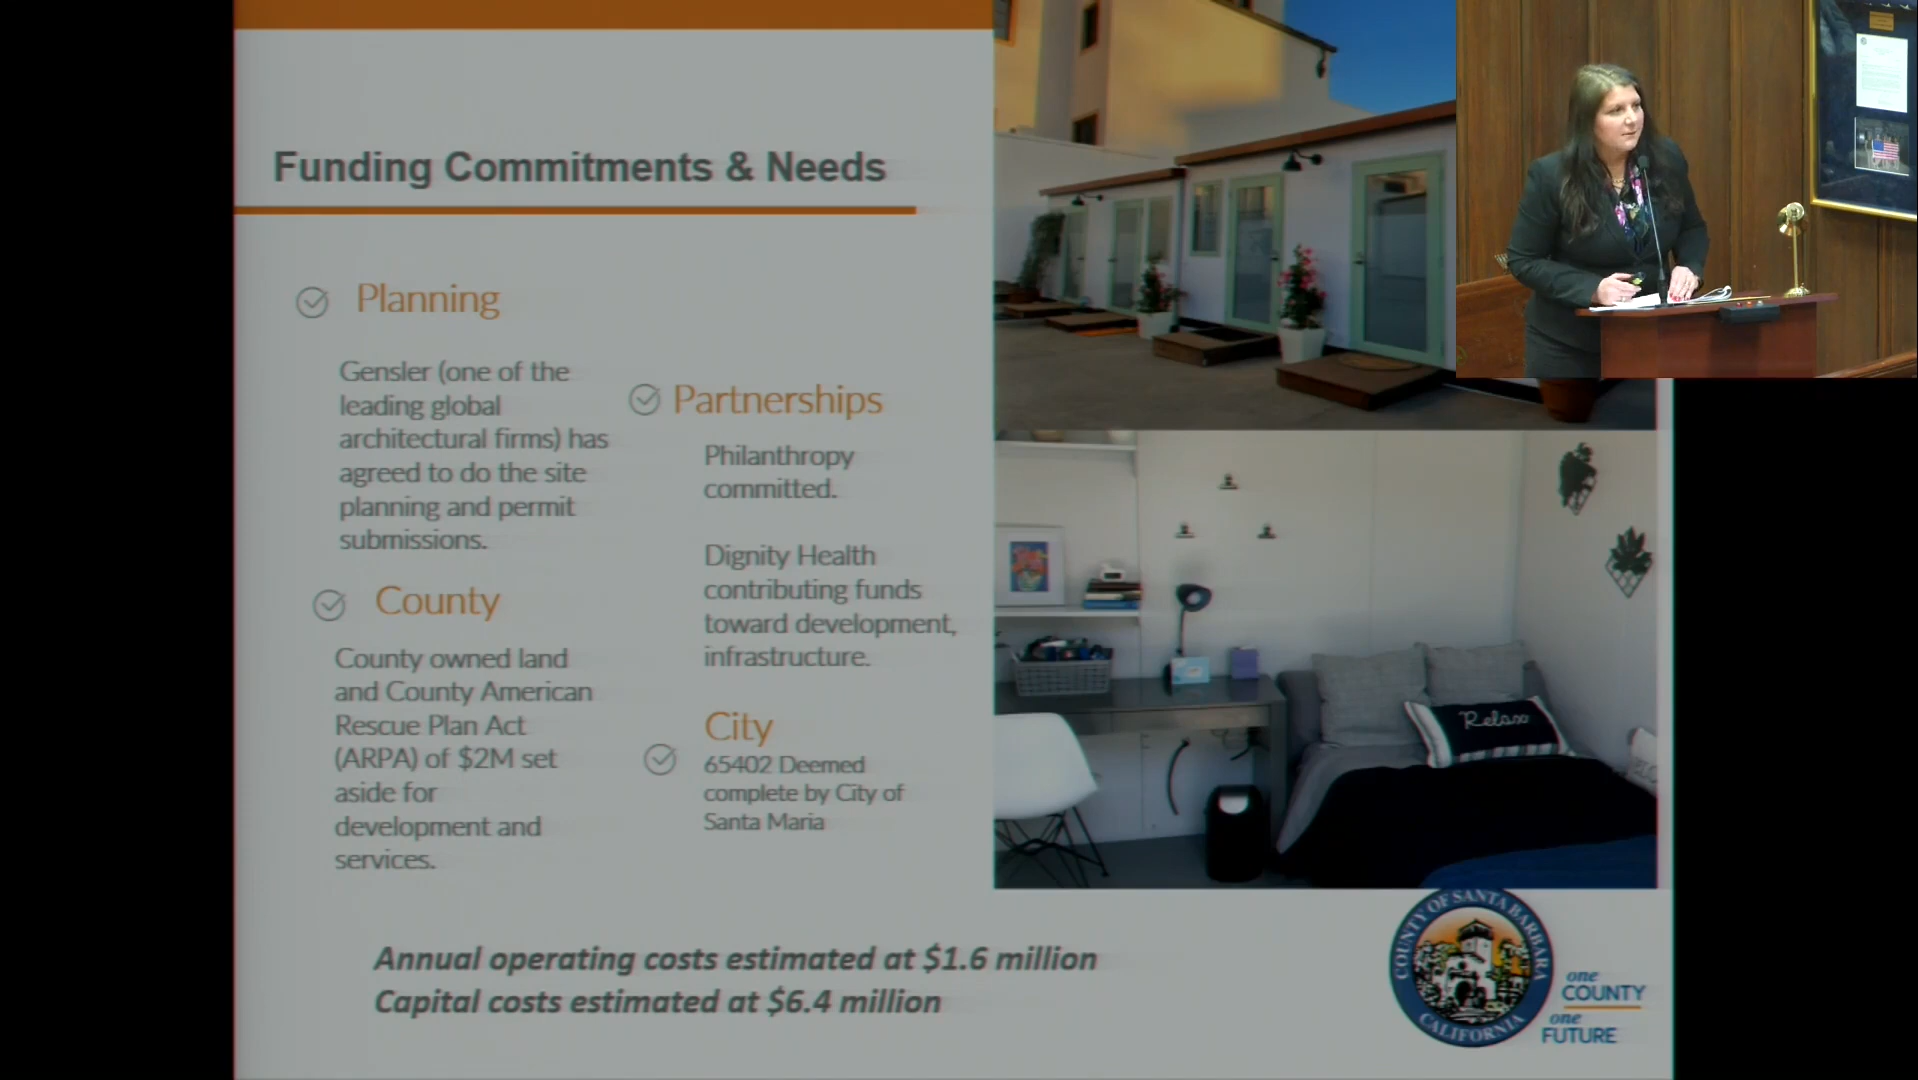 Funding Commitments & Needs
Planning
Gensler (one of the
leading global
architectural firms) has
agreed to do the site
planning and permit
submissions.
County
County owned land
and County American
Rescue Plan Act
(ARPA) of $2M set
aside for
development and
services.
Partnerships
Philanthropy
committed.
Dignity Health
contributing funds
toward development,
infrastructure.
City
65402 Deemed
complete by City of
Santa Maria
Relax
Annual operating costs estimated at $1.6 million
Capital costs estimated at $6.4 million
COUNTY OF SANTA BARBARA
CALIFORNIA
one
COUNTY
one
FUTURE